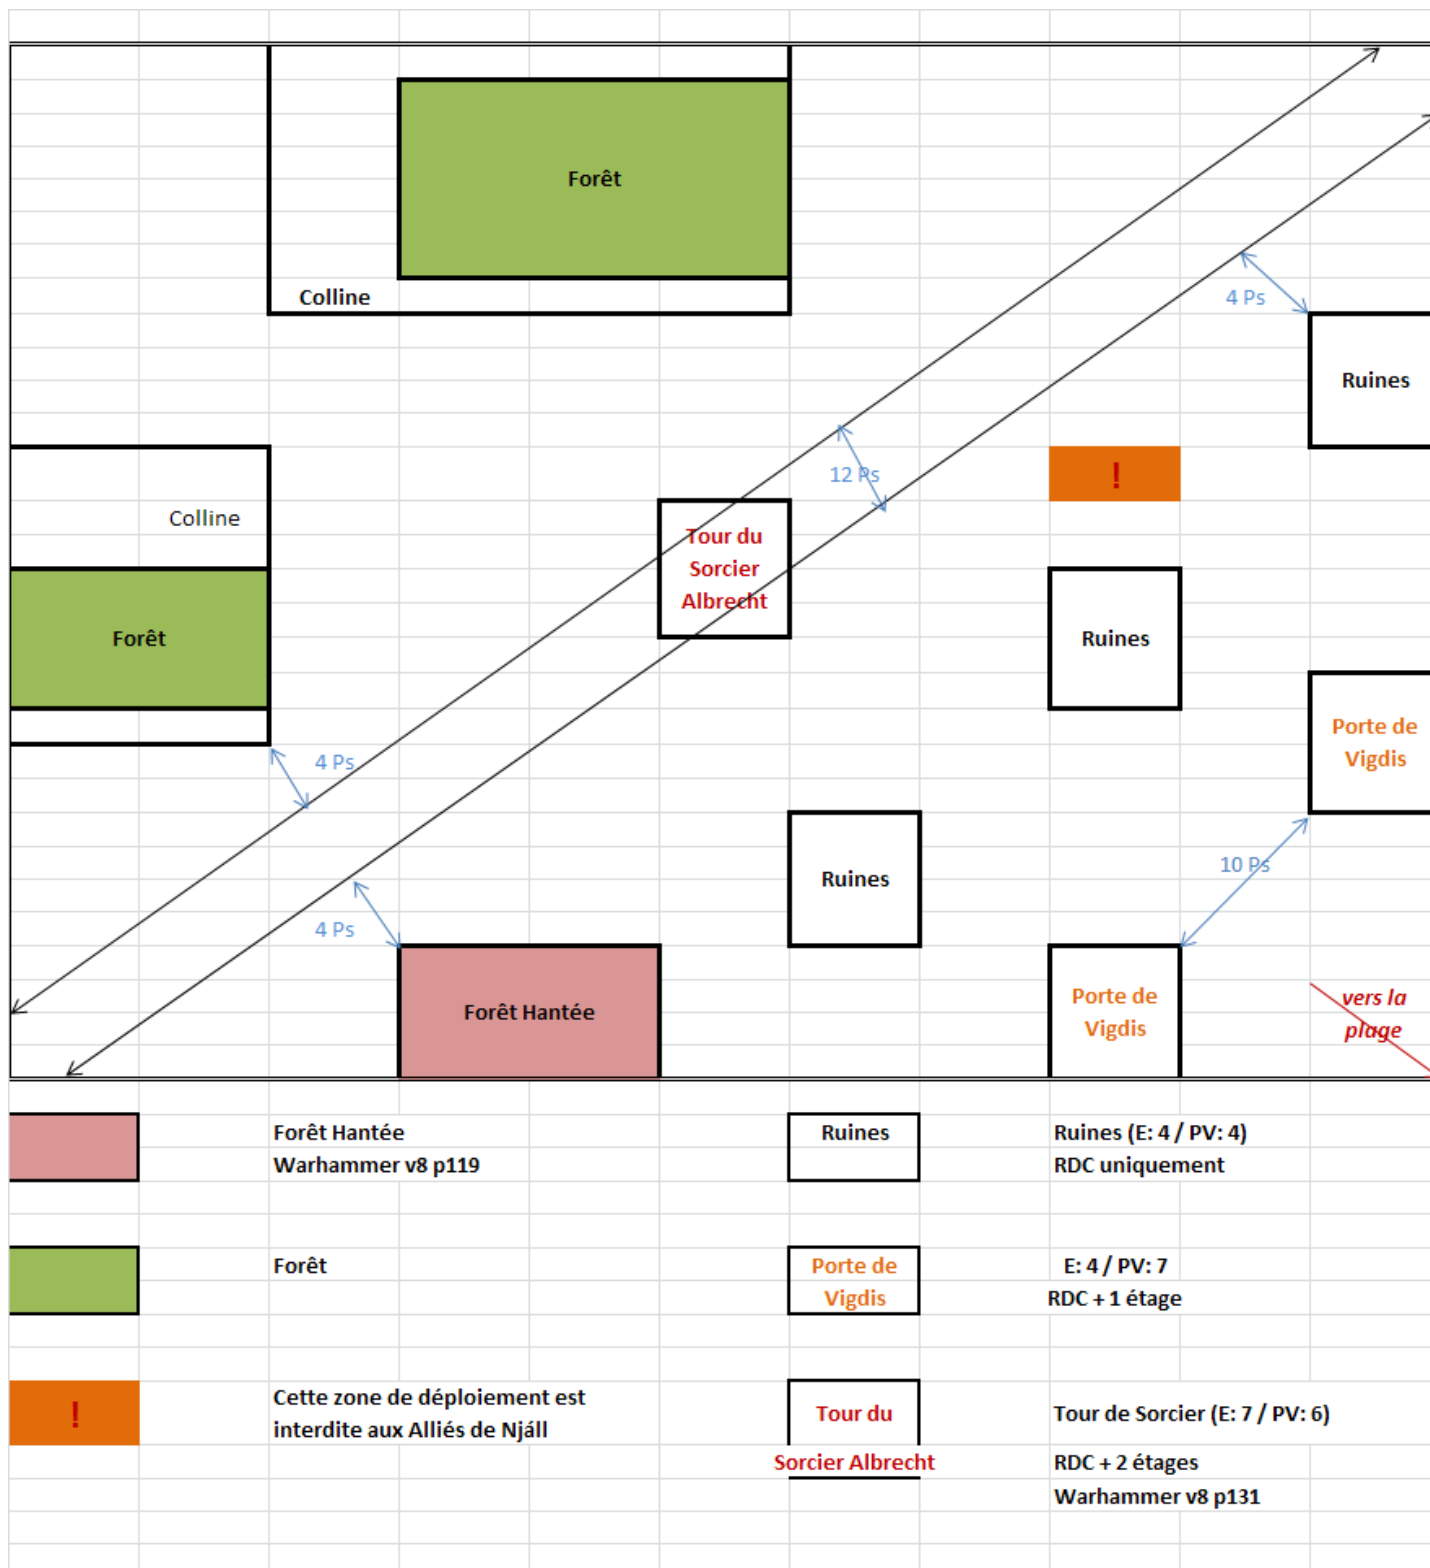 Forêt
Colline
4 Ps
Ruines
12 Ps
!
Colline
Tour du
Sorcier
Albrecht
Forêt
Ruines
Porte de
Vigdis
4 Ps
Ruines
10 Ps
4 Ps
Forêt Hantée
Porte de
Vigdis
vers la
plage
Forêt Hantée
Warhammer v8 p119
Ruines
Ruines (E: 4 / PV: 4)
RDC uniquement
Forêt
Porte de
Vigdis
E: 4 / PV: 7
RDC + 1 étage
!
Cette zone de déploiement est
interdite aux Alliés de Njáll
Tour du
Sorcier Albrecht
Tour de Sorcier (E: 7 / PV: 6)
RDC + 2 étages
Warhammer v8 p131